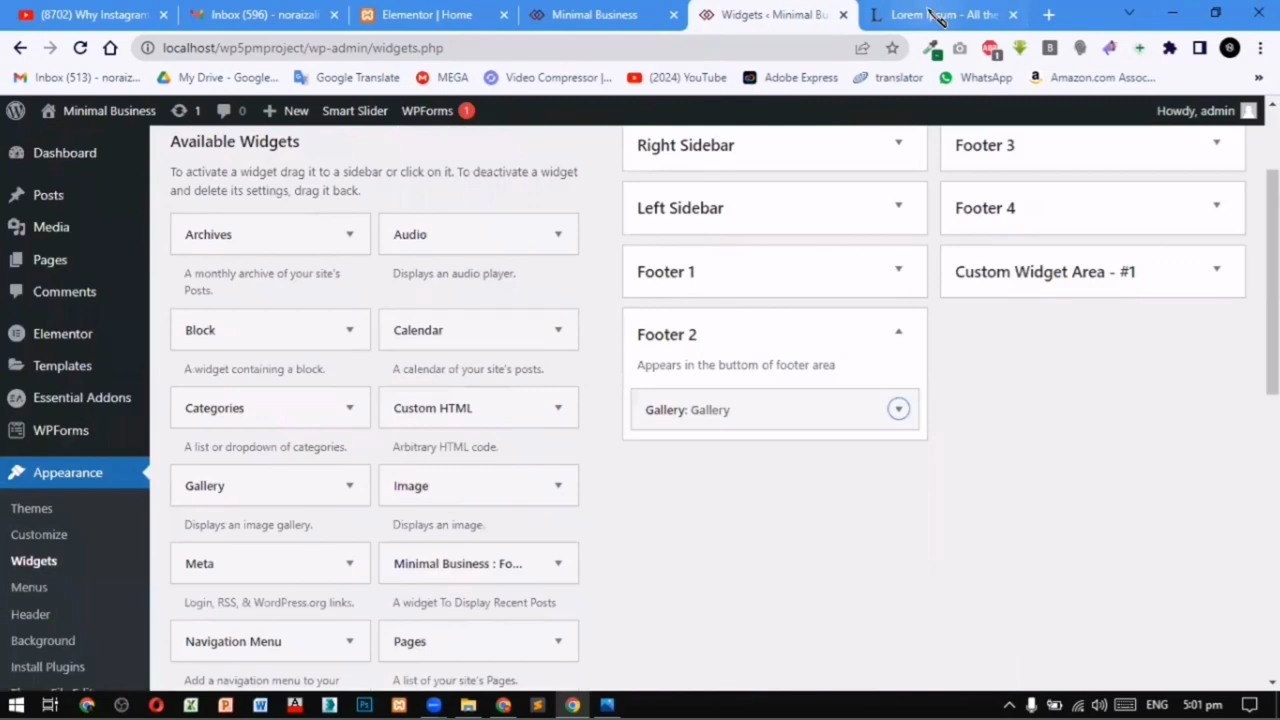 (8702) Why Instagram
Inbox (596) - noraizali
Elementor | Home
Minimal Business
Widgets ‹ Minimal Bu
Lorem Ipsum - All the
localhost/wp5pmproject/wp-admin/widgets.php
1
Inbox (513) - noraiz...
My Drive - Google...
Google Translate
MEGA
Video Compressor |...
(2024) YouTube
Adobe Express
translator
WhatsApp
Amazon.com Assoc...
»
Minimal Business
1
0
New
Smart Slider
WPForms 1
Howdy, admin
Dashboard
Posts
Media
Pages
Comments
Elementor
Templates
Essential Addons
WPForms
Appearance
Themes
Customize
Widgets
Menus
Header
Background
Install Plugins
Available Widgets
To activate a widget drag it to a sidebar or click on it. To deactivate a widget
and delete its settings, drag it back.
Archives
A monthly archive of your site's
Posts.
Audio
Displays an audio player.
Block
A widget containing a block.
Calendar
A calendar of your site's posts.
Categories
A list or dropdown of categories.
Custom HTML
Arbitrary HTML code.
Gallery
Displays an image gallery.
Image
Displays an image.
Meta
Login, RSS, & WordPress.org links.
Minimal Business : Fo...
A widget To Display Recent Posts
Navigation Menu
Add a navigation menu to your
Pages
A list of your site's Pages.
Right Sidebar
Left Sidebar
Footer 1
Footer 2
Appears in the buttom of footer area
Gallery: Gallery
Footer 3
Footer 4
Custom Widget Area - #1
ENG
5:01 pm